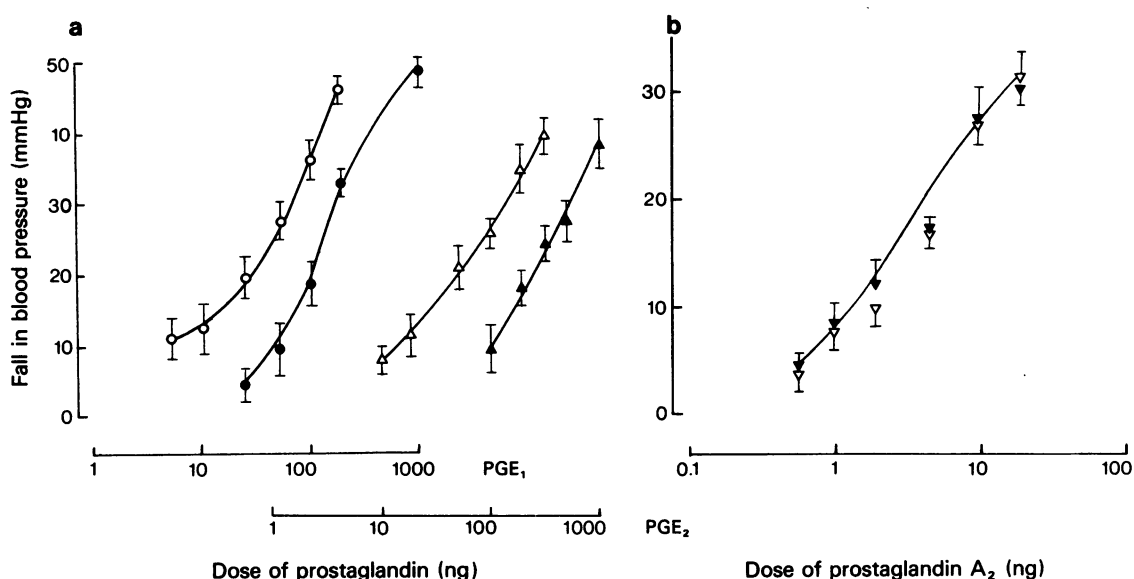 a
Fall in blood pressure (mmHg)
50
10
30
20
10
0
1 10 100 1000 PGE₁
1 10 100 1000 PGE₂
Dose of prostaglandin (ng)
b
30
20
10
0
0.1 1 10 100
Dose of prostaglandin A₂ (ng)